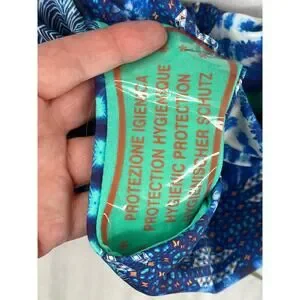 PROTEZIONE IGIENICA
PROTECTION HYGIENIQUE
HYGIENIC PROTECTION
HYGIENISCHER SCHUTZ